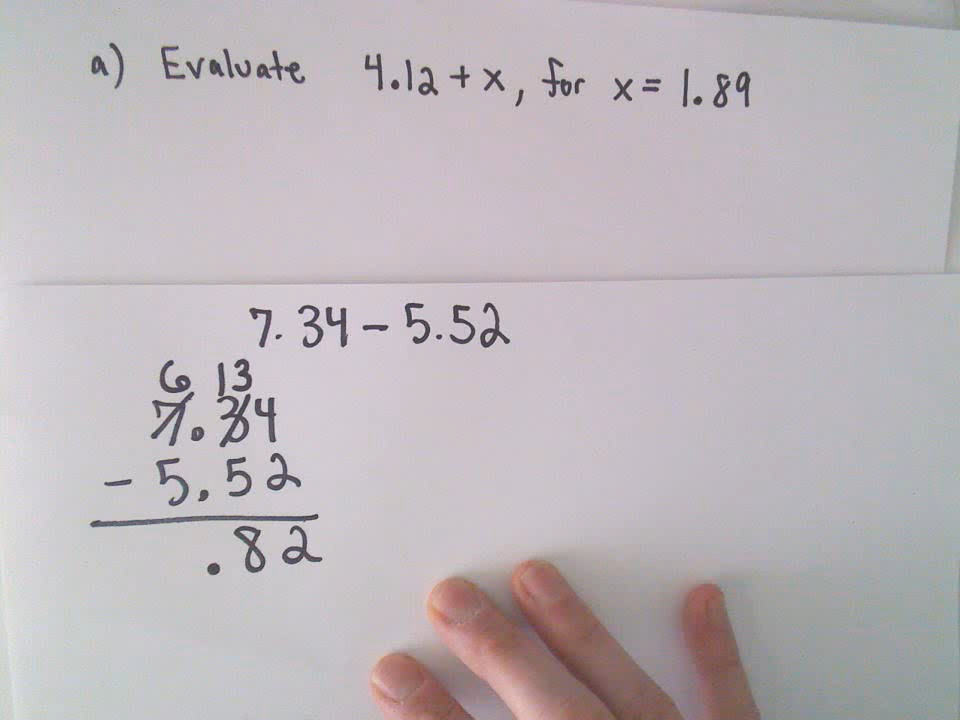 a) Evaluate 4.12 + x, for x = 1.89
7.34 - 5.52
6 13
7.34
- 5.52
.82